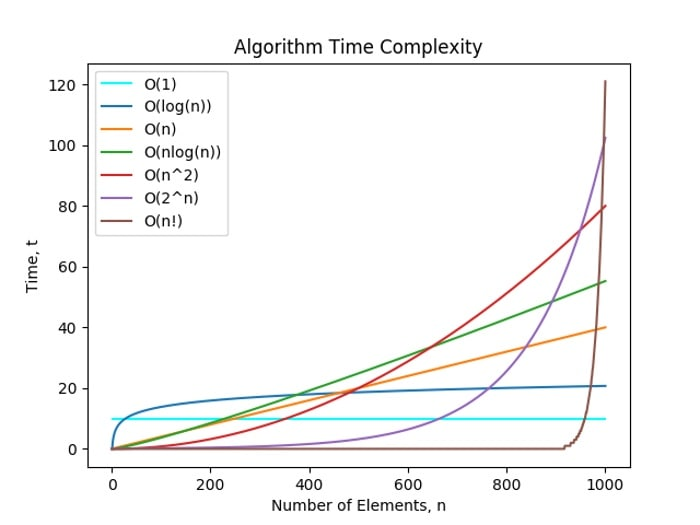 Algorithm Time Complexity
O(1)
O(log(n))
O(n)
O(nlog(n))
O(n^2)
O(2^n)
O(n!)
Time, t
120
100
80
60
40
20
0
0 200 400 600 800 1000
Number of Elements, n